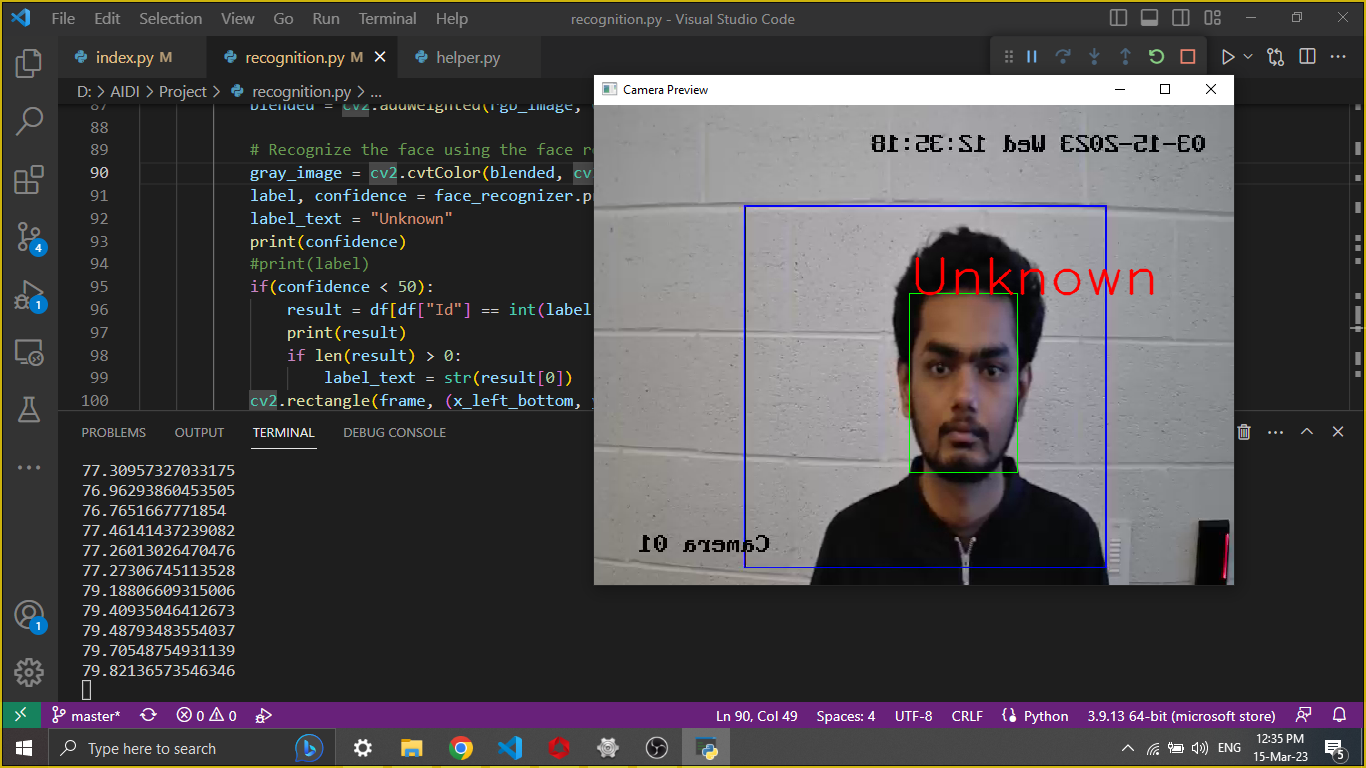 File Edit Selection View Go Run Terminal Help
recognition.py - Visual Studio Code
index.py M
recognition.py M
helper.py
D: > AIDI > Project > recognition.py > ...
87 blended = cv2.addWeighted(rgb_image,
88
89 # Recognize the face using the face re
90 gray_image = cv2.cvtColor(blended, cv
91 label, confidence = face_recognizer.p
92 label_text = "Unknown"
93 print(confidence)
94 #print(label)
95 if(confidence < 50):
96 result = df[df["Id"] == int(label
97 print(result)
98 if len(result) > 0:
99 label_text = str(result[0])
100 cv2.rectangle(frame, (x_left_bottom,
Camera Preview
03-15-2023 Wed 12:35:18
Unknown
Camera 01
PROBLEMS OUTPUT TERMINAL DEBUG CONSOLE
77.30957327033175
76.96293860453505
76.7651667771854
77.46141437239082
77.26013026470476
77.27306745113528
79.18806609315006
79.40935046412673
79.48793483554037
79.70548754931139
79.82136573546346
4
1
1
master* 0 0
Ln 90, Col 49 Spaces: 4 UTF-8 CRLF Python 3.9.13 64-bit (microsoft store)
Type here to search
ENG
12:35 PM
15-Mar-23
5